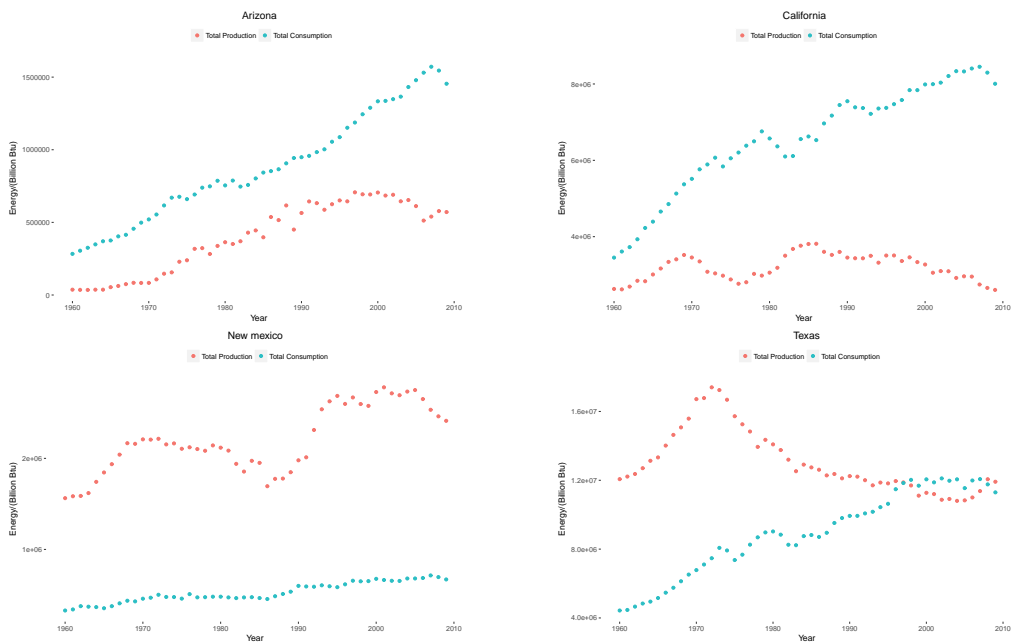 Arizona
Total Production Total Consumption
Energy/(Billion Btu)
1500000
1000000
500000
0
1960 1970 1980 1990 2000 2010
Year
California
Total Production Total Consumption
Energy/(Billion Btu)
8e+06
6e+06
4e+06
1960 1970 1980 1990 2000 2010
Year
New mexico
Total Production Total Consumption
Energy/(Billion Btu)
2e+06
1e+06
1960 1970 1980 1990 2000 2010
Year
Texas
Total Production Total Consumption
Energy/(Billion Btu)
1.6e+07
1.2e+07
8.0e+06
4.0e+06
1960 1970 1980 1990 2000 2010
Year